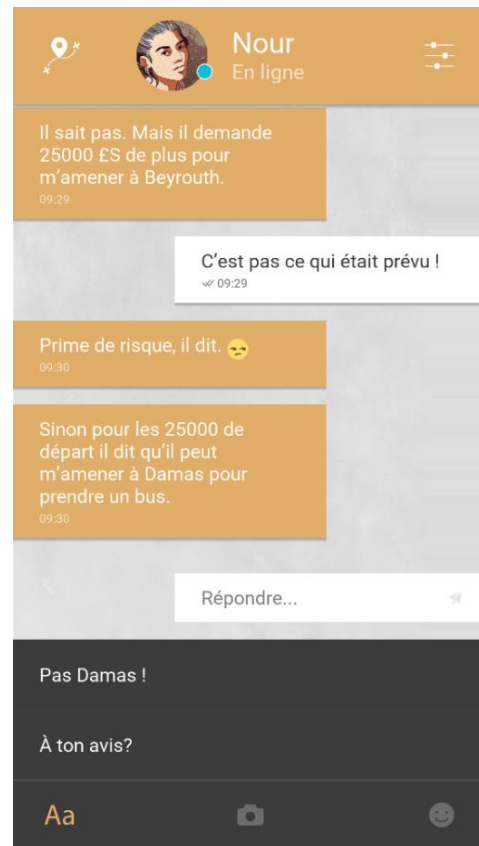 Nour
En ligne
Il sait pas. Mais il demande
25000 £S de plus pour
m'amener à Beyrouth.
09:29
C'est pas ce qui était prévu !
09:29
Prime de risque, il dit.
09:30
Sinon pour les 25000 de
départ il dit qu'il peut
m'amener à Damas pour
prendre un bus.
09:30
Répondre...
Pas Damas !
À ton avis?
Aa